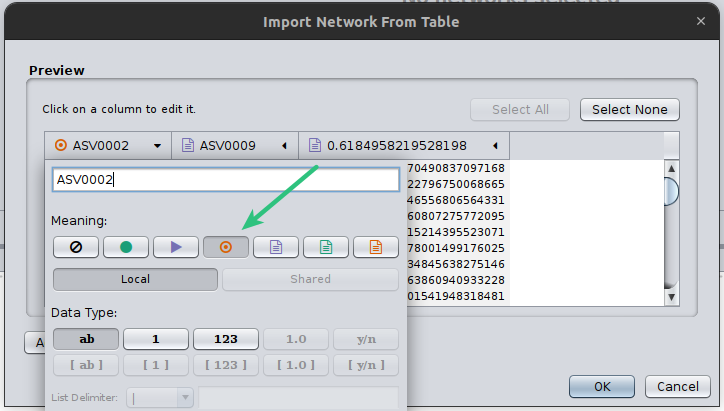 Import Network From Table
Preview
Click on a column to edit it.
Select All
Select None
ASV0002
ASV0009
0.6184958219528198
ASV0002
70490837097168
22796750068665
46556806564331
60807275772095
15214395523071
78001499176025
34845638275146
63860940933228
01541948318481
Meaning:
Local
Shared
Data Type:
ab
1
123
1.0
y/n
[ ab ]
[ 1 ]
[ 123 ]
[ 1.0 ]
[ y/n ]
List Delimiter:
|
OK
Cancel